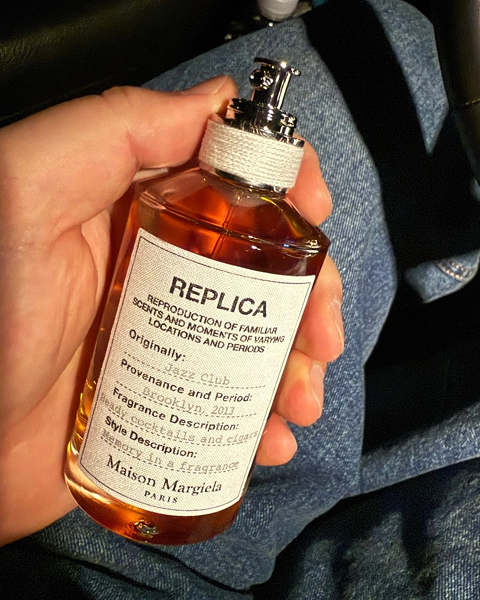 REPLICA
REPRODUCTION OF FAMILIAR
SCENTS AND MOMENTS OF VARYING
LOCATIONS AND PERIODS
Originally:
Jazz Club
Provenance and Period:
Brooklyn, 2013
Fragrance Description:
Heady cocktails and cigars
Style Description:
Memory in a fragrance
Maison Margiela
PARIS